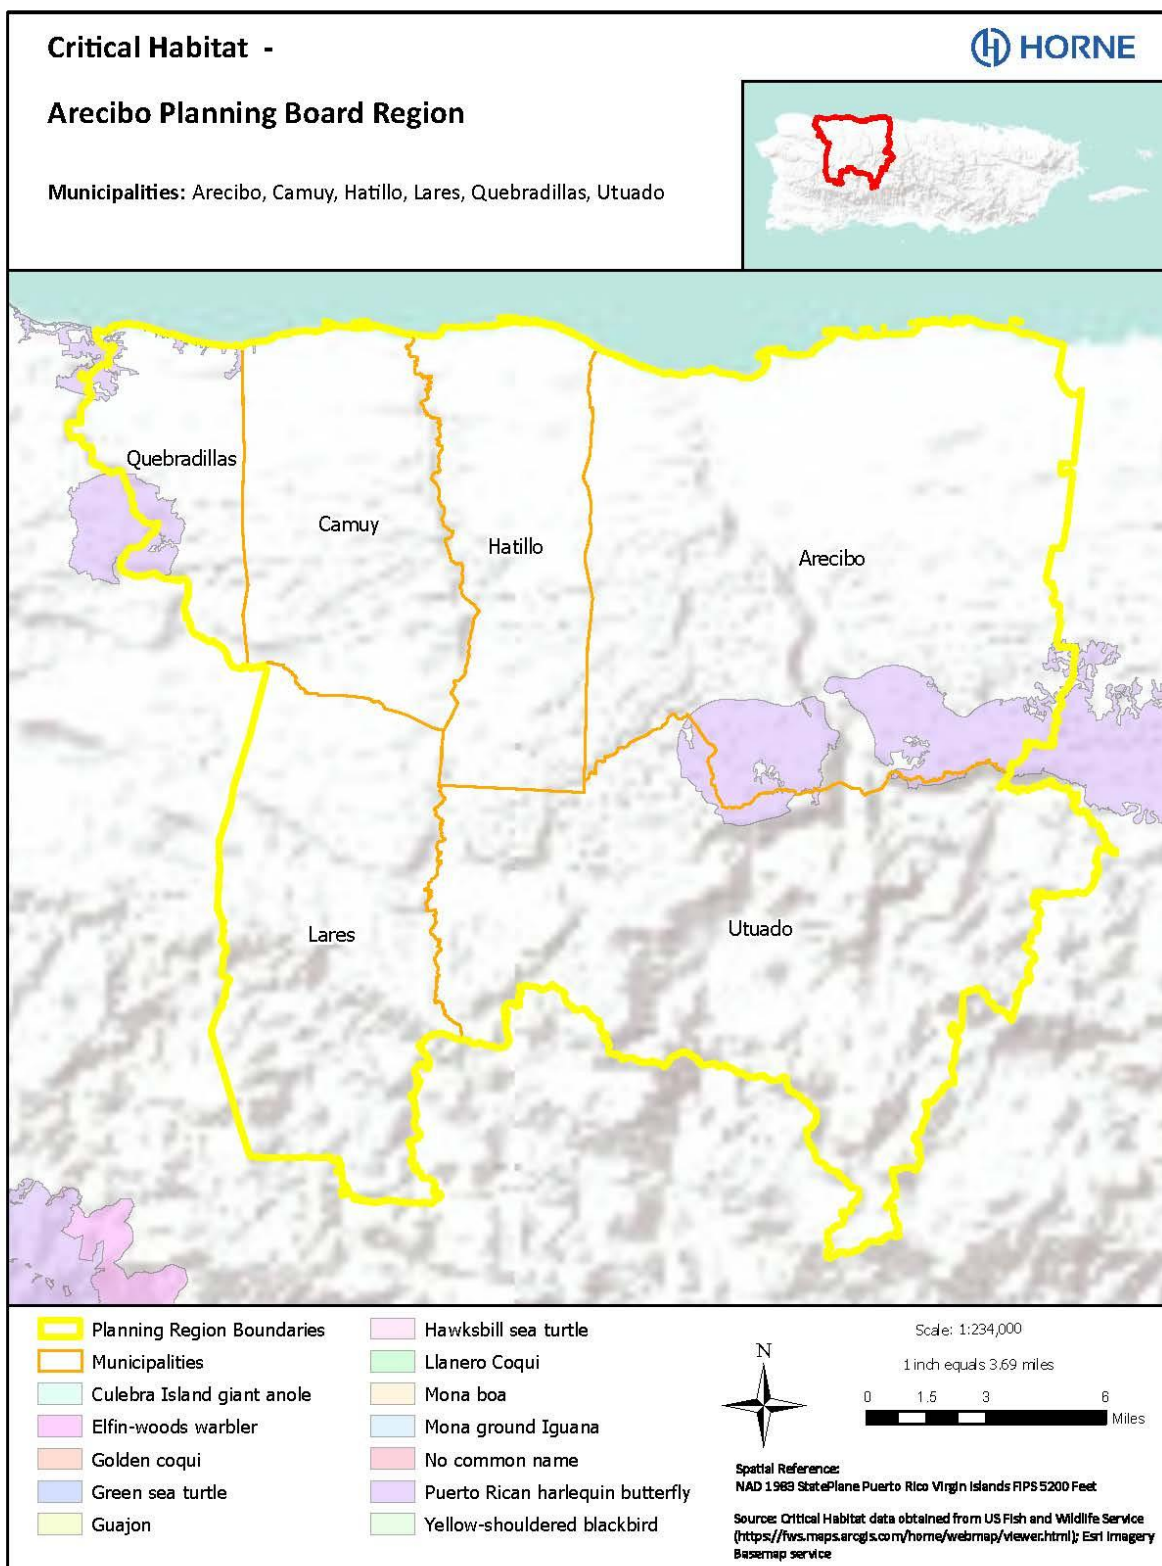 Critical Habitat -
HORNE
Arecibo Planning Board Region
Municipalities: Arecibo, Camuy, Hatillo, Lares, Quebradillas, Utuado
Quebradillas
Camuy
Hatillo
Arecibo
Lares
Utuado
Planning Region Boundaries
Municipalities
Culebra Island giant anole
Elfin-woods warbler
Golden coqui
Green sea turtle
Guajon
Hawksbill sea turtle
Llanero Coqui
Mona boa
Mona ground Iguana
No common name
Puerto Rican harlequin butterfly
Yellow-shouldered blackbird
N
Scale: 1:234,000
1 inch equals 3.69 miles
0 1.5 3 6
Miles
Spatial Reference:
NAD 1983 StatePlane Puerto Rico Virgin Islands FIPS 5200 Feet
Source: Critical Habitat data obtained from US Fish and Wildlife Service
(https://fws.maps.arcgis.com/home/webmap/viewer.html); Esri Imagery
Basemap service